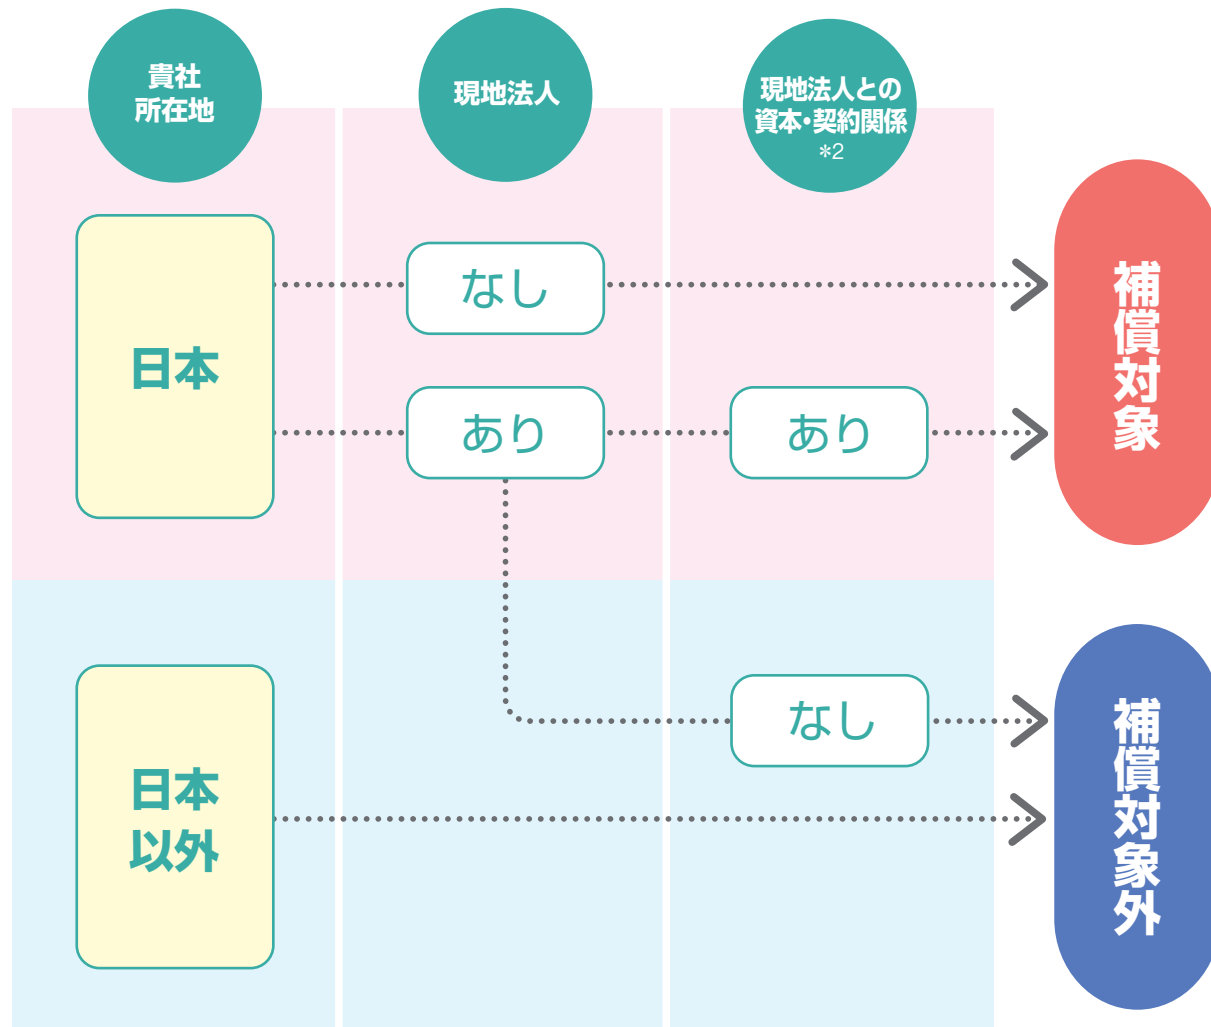 貴社
所在地
現地法人
現地法人との
資本・契約関係
*2
日本
なし
あり
あり
補償対象
日本
以外
なし
補償対象外